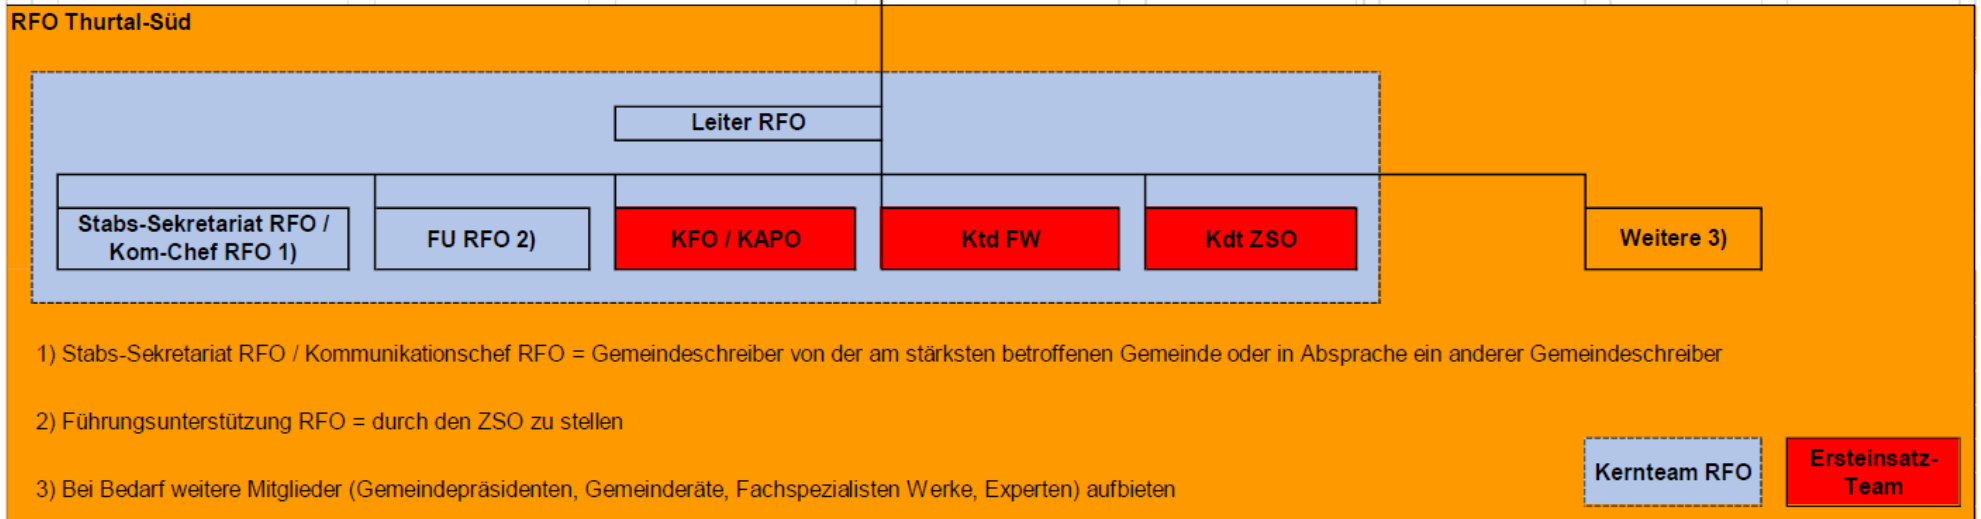 RFO Thurtal-Süd
Leiter RFO
Stabs-Sekretariat RFO /
Kom-Chef RFO 1)
FU RFO 2)
KFO / KAPO
Ktd FW
Kdt ZSO
Weitere 3)
1) Stabs-Sekretariat RFO / Kommunikationschef RFO = Gemeindeschreiber von der am stärksten betroffenen Gemeinde oder in Absprache ein anderer Gemeindeschreiber
2) Führungsunterstützung RFO = durch den ZSO zu stellen
3) Bei Bedarf weitere Mitglieder (Gemeindepräsidenten, Gemeinderäte, Fachspezialisten Werke, Experten) aufbieten
Kernteam RFO
Ersteinsatz-
Team